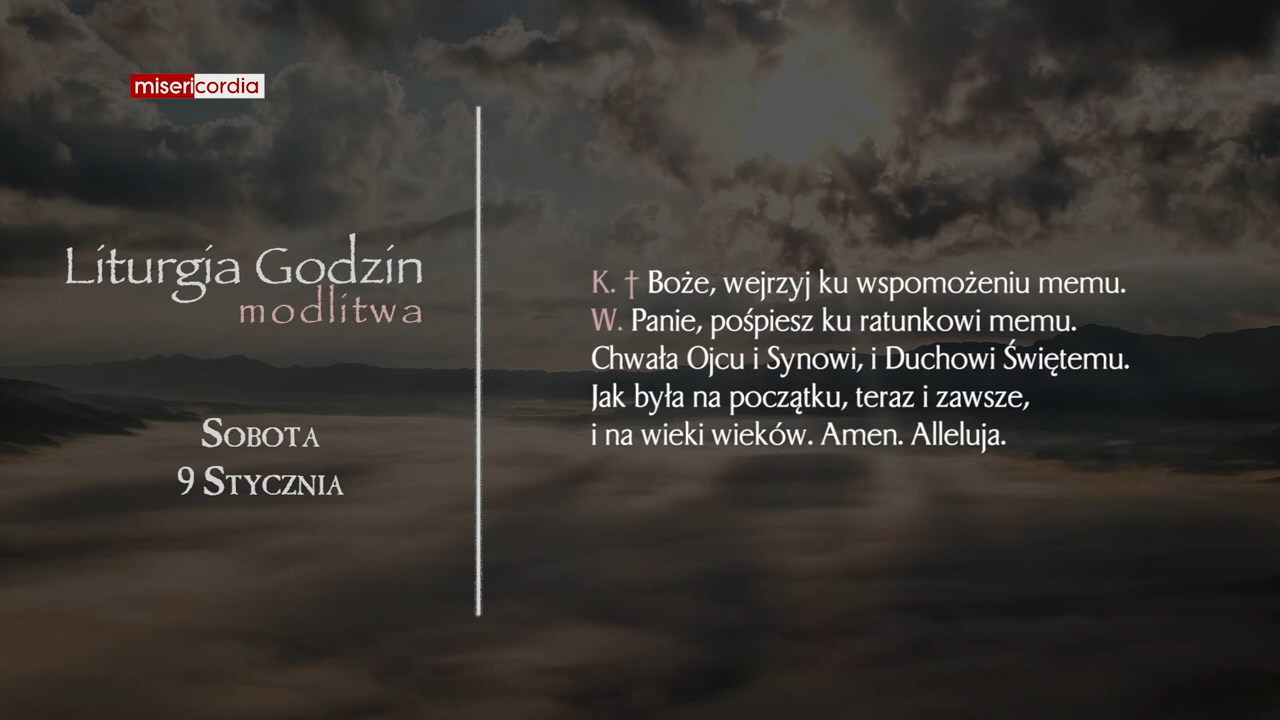 misericordia
Liturgia Godzin
modlitwa
Sobota
9 Stycznia
K. † Boże, wejrzyj ku wspomożeniu memu.
W. Panie, pośpiesz ku ratunkowi memu.
Chwała Ojcu i Synowi, i Duchowi Świętemu.
Jak była na początku, teraz i zawsze,
i na wieki wieków. Amen. Alleluja.